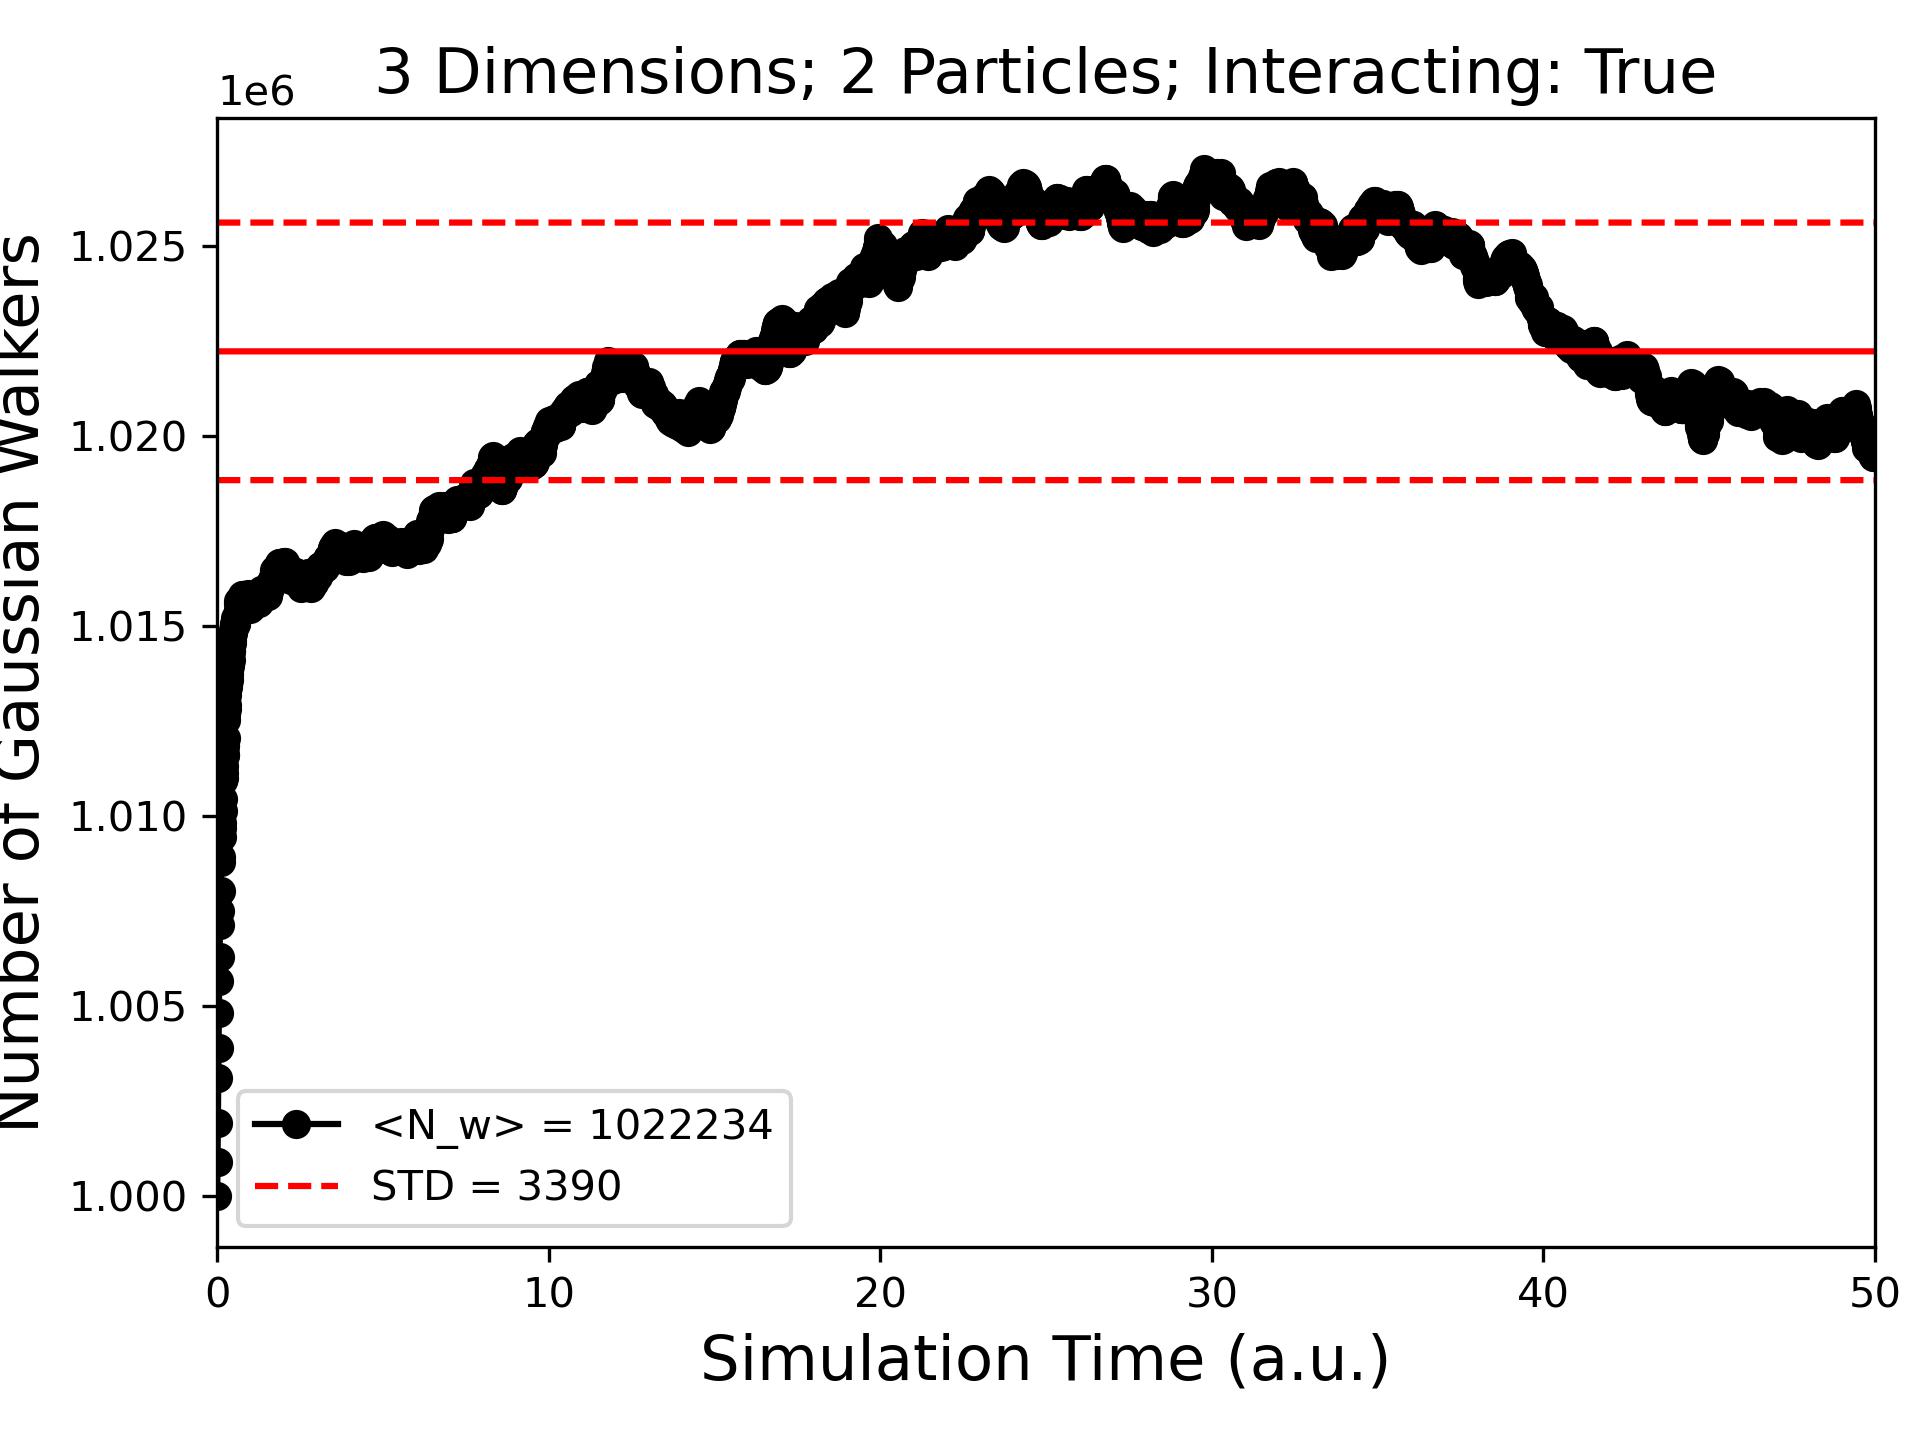 3 Dimensions; 2 Particles; Interacting: True
1e6
Number of Gaussian Walkers
1.025
1.020
1.015
1.010
1.005
1.000
<N_w> = 1022234
STD = 3390
0 10 20 30 40 50
Simulation Time (a.u.)